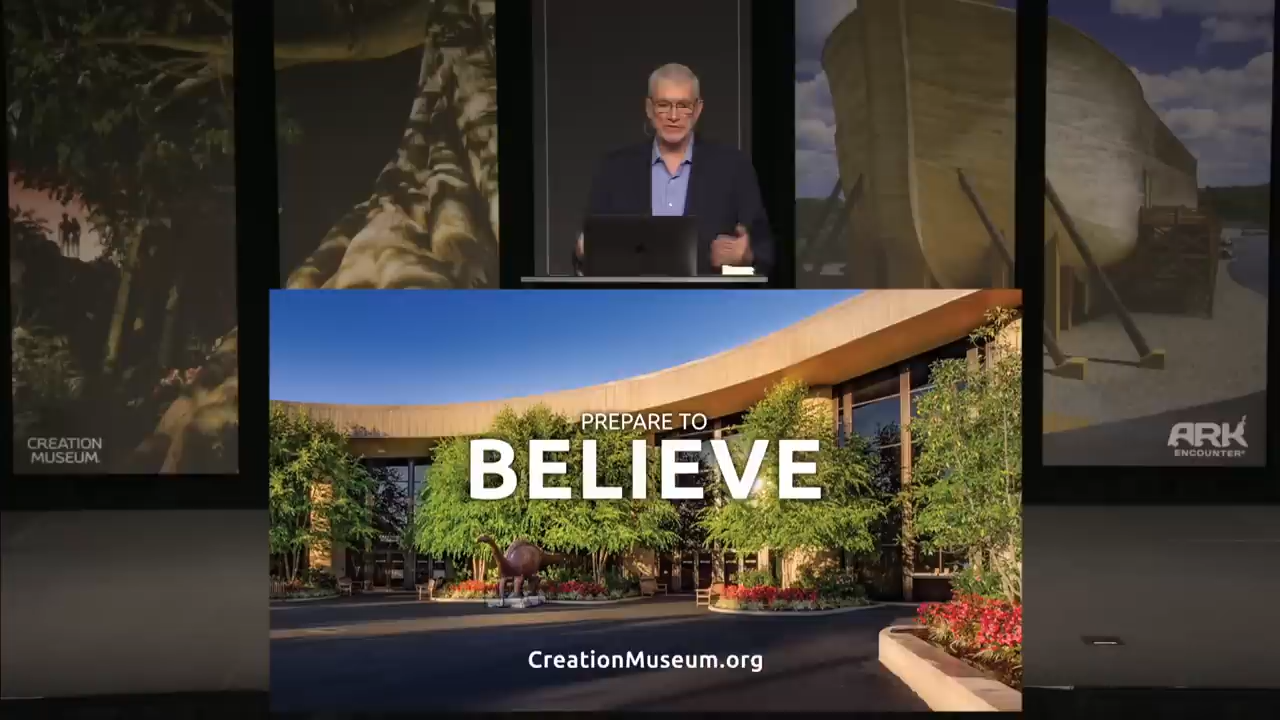 CREATION
MUSEUM
ARK
ENCOUNTER
PREPARE TO
BELIEVE
CreationMuseum.org